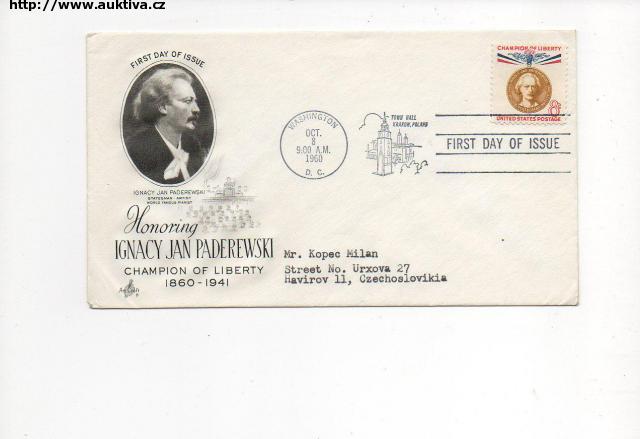 http://www.auktiva.cz
FIRST DAY OF ISSUE
IGNACY JAN PADEREWSKI
STATESMAN ARTIST
WORLD FAMOUS PIANIST
Honoring
IGNACY JAN PADEREWSKI
CHAMPION OF LIBERTY
1860-1941
WASHINGTON
OCT.
8
9:00 A.M.
1960
D. C.
TOWN HALL
KRAKOW, POLAND
CHAMPION OF LIBERTY
8¢
UNITED STATES POSTAGE
FIRST DAY OF ISSUE
Mr. Kopec Milan
Street No. Urxova 27
Havirov 11, Czechoslovikia